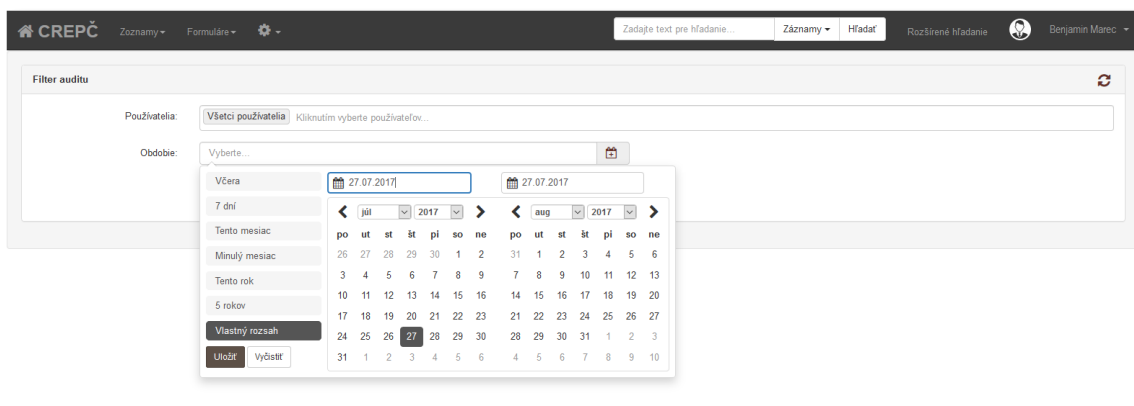 CREPČ Zoznamy Formuláre Zadajte text pre hľadanie... Záznamy Hľadať Rozšírené hľadanie Benjamin Marec
Filter auditu
Používatelia: Všetci používatelia Kliknutím vyberte používateľov...
Obdobie: Vyberte...
Včera
7 dní
Tento mesiac
Minulý mesiac
Tento rok
5 rokov
Vlastný rozsah
Uložiť Vyčistiť
27.07.2017
júl 2017
po ut st št pi so ne
26 27 28 29 30 1 2
3 4 5 6 7 8 9
10 11 12 13 14 15 16
17 18 19 20 21 22 23
24 25 26 27 28 29 30
31 1 2 3 4 5 6
27.07.2017
aug 2017
po ut st št pi so ne
31 1 2 3 4 5 6
7 8 9 10 11 12 13
14 15 16 17 18 19 20
21 22 23 24 25 26 27
28 29 30 31 1 2 3
4 5 6 7 8 9 10